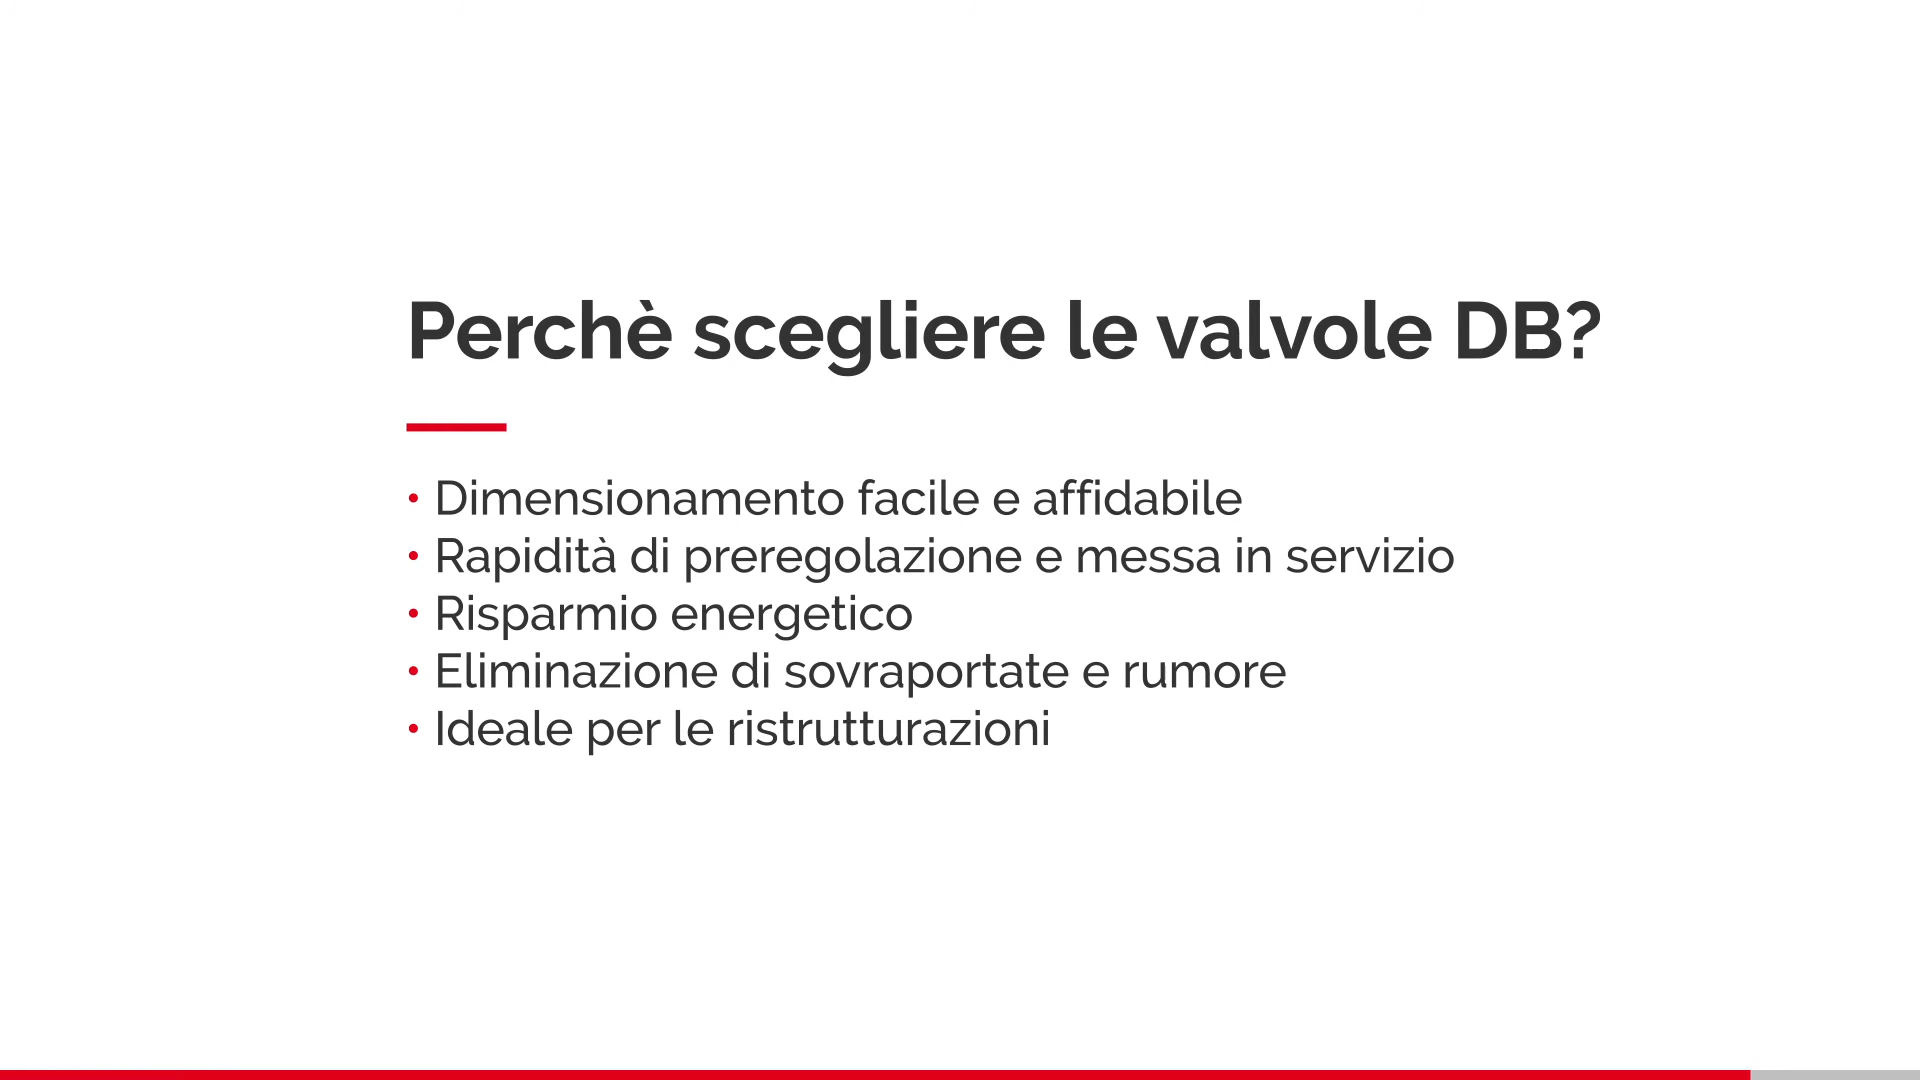 Perchè scegliere le valvole DB?
• Dimensionamento facile e affidabile
• Rapidità di preregolazione e messa in servizio
• Risparmio energetico
• Eliminazione di sovraportate e rumore
• Ideale per le ristrutturazioni